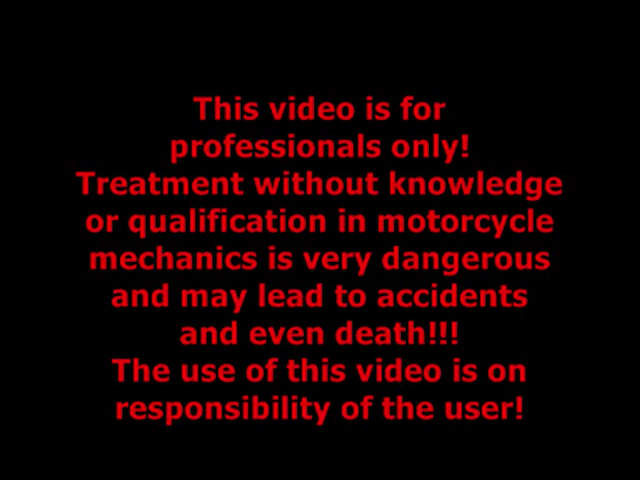 This video is for
professionals only!
Treatment without knowledge
or qualification in motorcycle
mechanics is very dangerous
and may lead to accidents
and even death!!!
The use of this video is on
responsibility of the user!